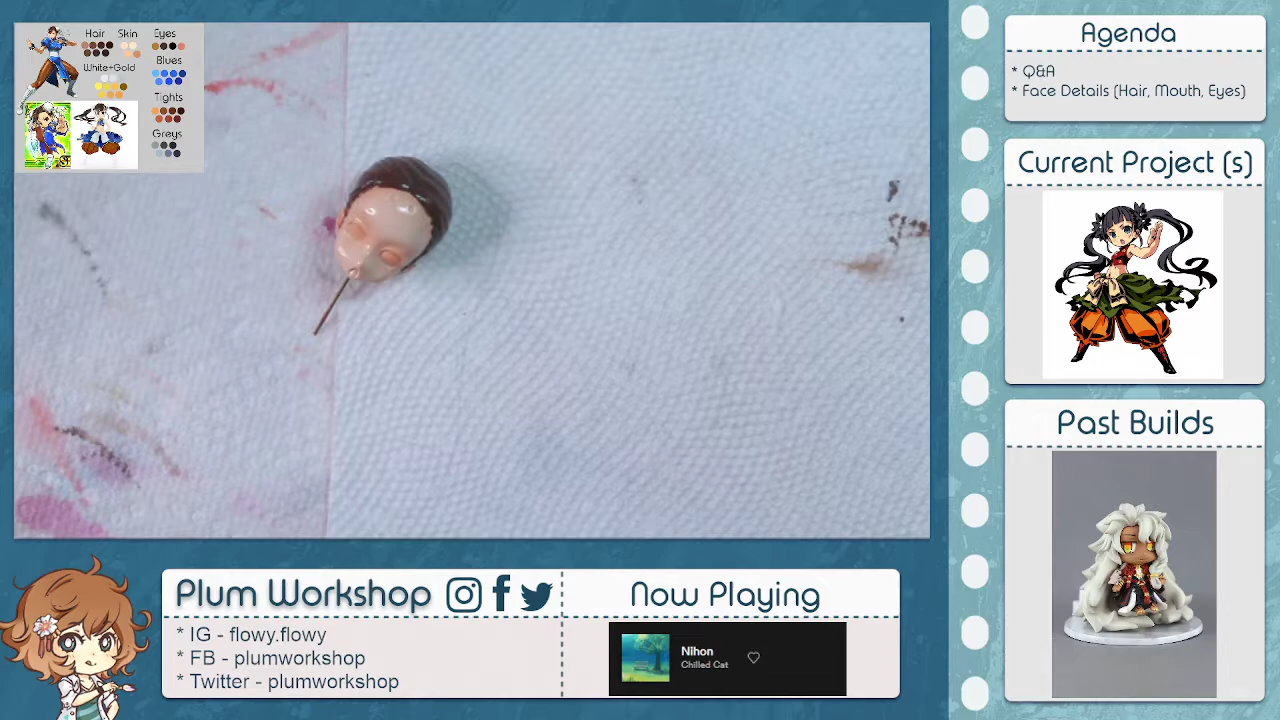 Hair Skin Eyes
White+Gold
Blues
Tights
Greys
Agenda
* Q&A
* Face Details (Hair, Mouth, Eyes)
Current Project (s)
Past Builds
Plum Workshop
* IG - flowy.flowy
* FB - plumworkshop
* Twitter - plumworkshop
Now Playing
Nihon
Chilled Cat